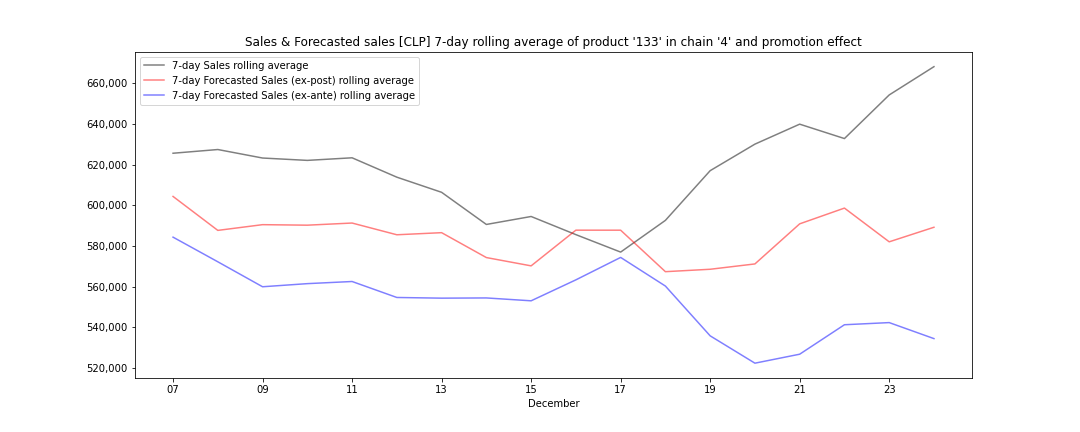 Sales & Forecasted sales [CLP] 7-day rolling average of product '133' in chain '4' and promotion effect
7-day Sales rolling average
7-day Forecasted Sales (ex-post) rolling average
7-day Forecasted Sales (ex-ante) rolling average
660,000
640,000
620,000
600,000
580,000
560,000
540,000
520,000
07 09 11 13 15 17 19 21 23
December